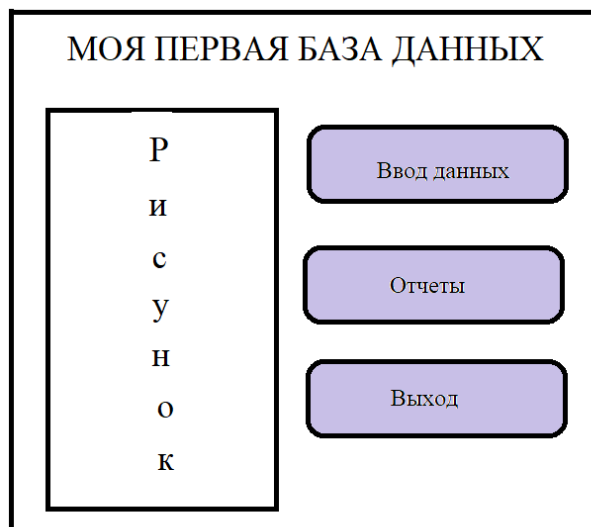 МОЯ ПЕРВАЯ БАЗА ДАННЫХ
Р
и
с
у
н
о
к
Ввод данных
Отчеты
Выход